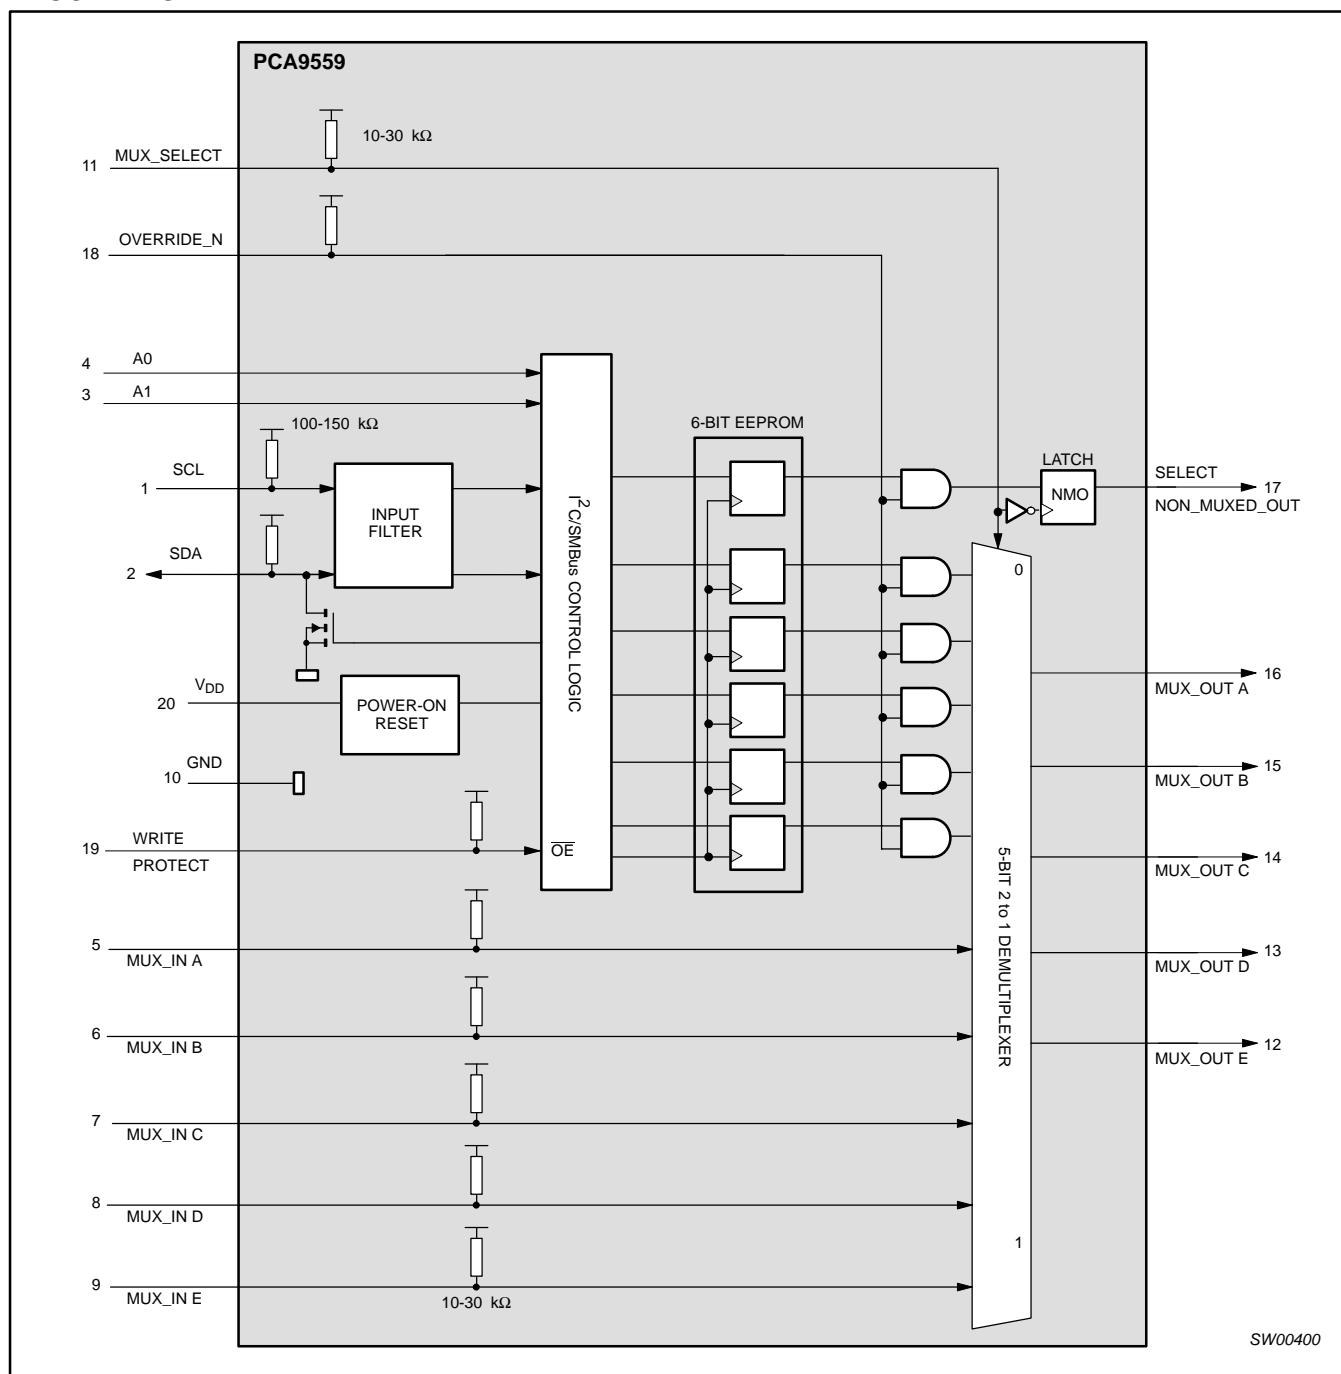 PCA9559
10-30 kΩ
11 MUX_SELECT
18 OVERRIDE_N
4 A0
3 A1
100-150 kΩ
6-BIT EEPROM
1 SCL
INPUT
FILTER
2 SDA
I2C/SMBus CONTROL LOGIC
LATCH
NMO
SELECT
17
NON_MUXED_OUT
0
20 VDD
POWER-ON
RESET
10 GND
19 WRITE
PROTECT
OE
16
MUX_OUT A
15
MUX_OUT B
14
MUX_OUT C
13
MUX_OUT D
12
MUX_OUT E
5-BIT 2 to 1 DEMULTIPLEXER
5
MUX_IN A
6
MUX_IN B
7
MUX_IN C
8
MUX_IN D
1
9
MUX_IN E
10-30 kΩ
SW00400